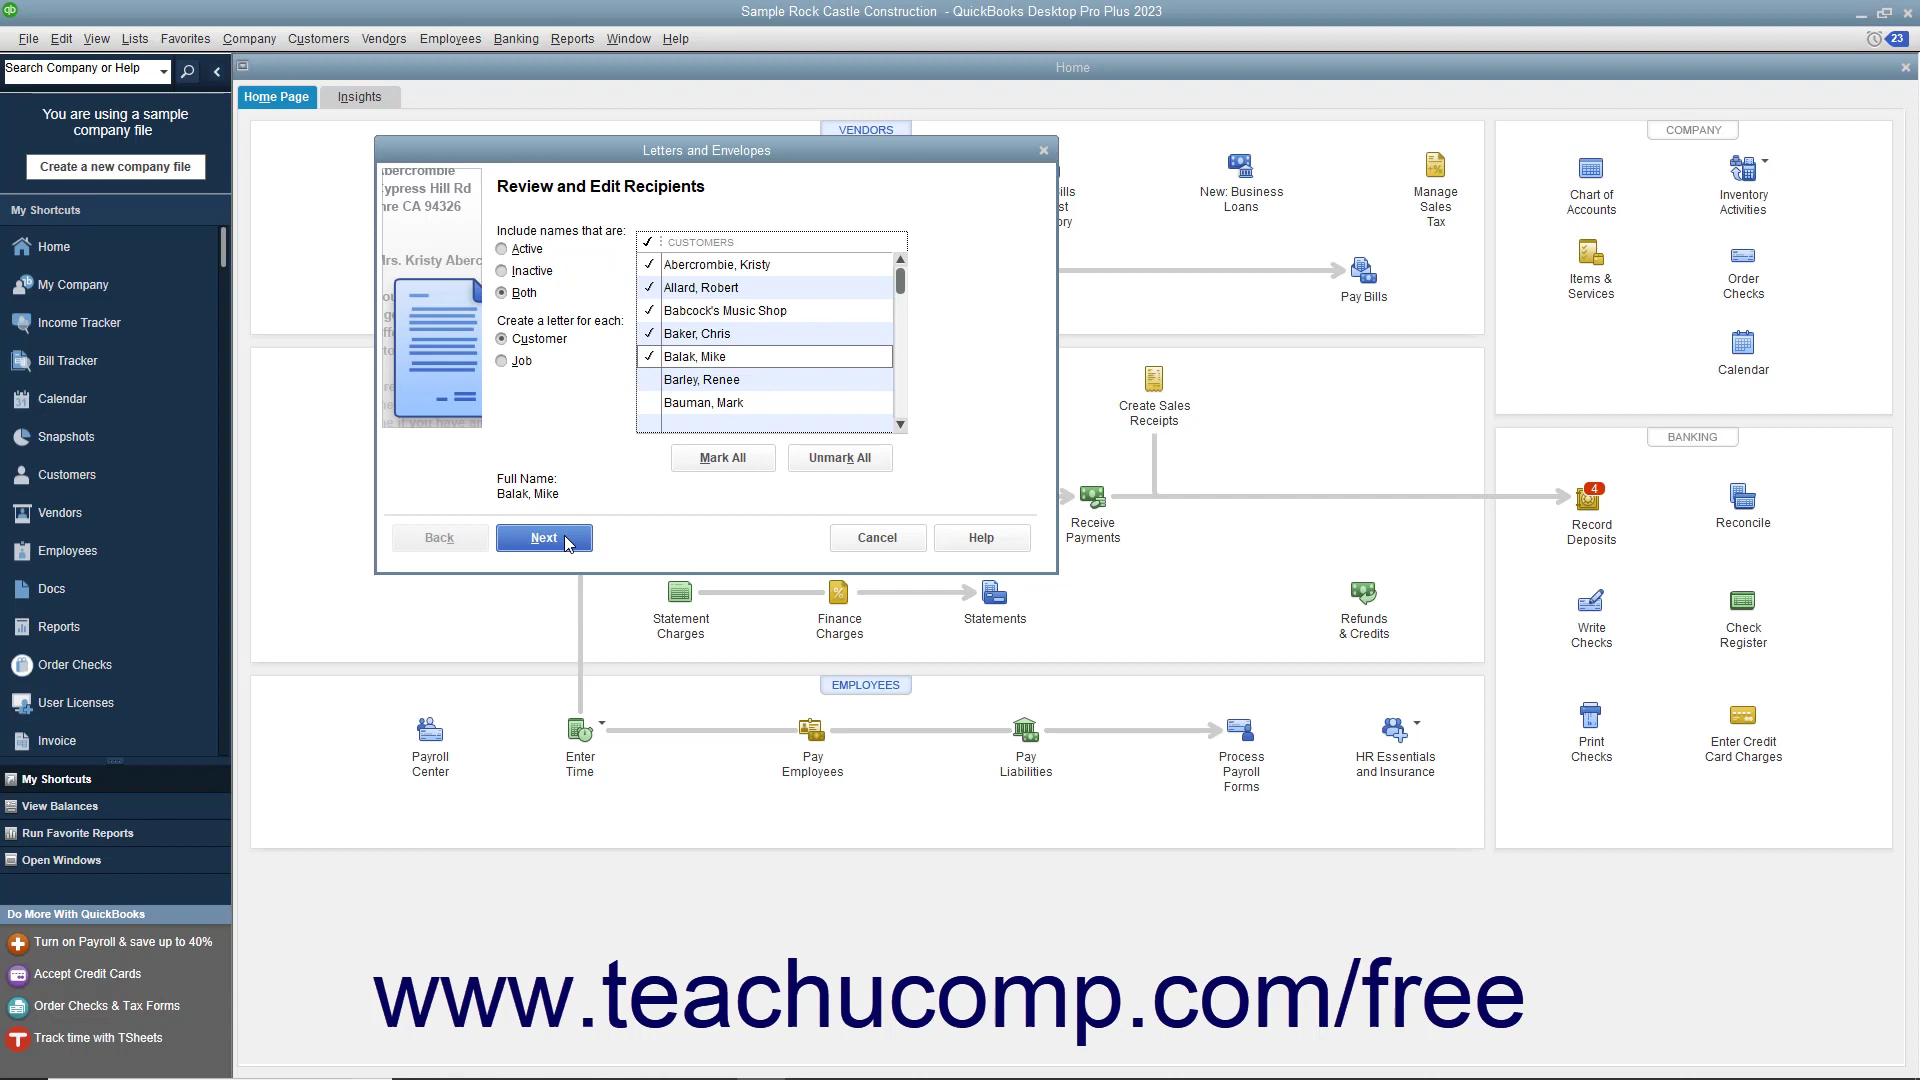 qb
Sample Rock Castle Construction - QuickBooks Desktop Pro Plus 2023
File Edit View Lists Favorites Company Customers Vendors Employees Banking Reports Window Help
23
Search Company or Help
Home
Home Page
Insights
You are using a sample
company file
Create a new company file
My Shortcuts
Home
My Company
Income Tracker
Bill Tracker
Calendar
Snapshots
Customers
Vendors
Employees
Docs
Reports
Order Checks
User Licenses
Invoice
My Shortcuts
View Balances
Run Favorite Reports
Open Windows
Do More With QuickBooks
Turn on Payroll & save up to 40%
Accept Credit Cards
Order Checks & Tax Forms
Track time with TSheets
VENDORS
New: Business
Loans
Manage
Sales
Tax
Pay Bills
Letters and Envelopes
ypress Hill Rd
CA 94326
Mrs. Kristy Aberc
Review and Edit Recipients
Include names that are:
Active
Inactive
Both
Create a letter for each:
Customer
Job
CUSTOMERS
Abercrombie, Kristy
Allard, Robert
Babcock's Music Shop
Baker, Chris
Balak, Mike
Barley, Renee
Bauman, Mark
Mark All
Unmark All
Full Name:
Balak, Mike
Back
Next
Cancel
Help
Create Sales
Receipts
Receive
Payments
Statement
Charges
Finance
Charges
Statements
Refunds
& Credits
EMPLOYEES
Payroll
Center
Enter
Time
Pay
Employees
Pay
Liabilities
Process
Payroll
Forms
HR Essentials
and Insurance
COMPANY
Chart of
Accounts
Inventory
Activities
Items &
Services
Order
Checks
Calendar
BANKING
4
Record
Deposits
Reconcile
Write
Checks
Check
Register
Print
Checks
Enter Credit
Card Charges
www.teachucomp.com/free